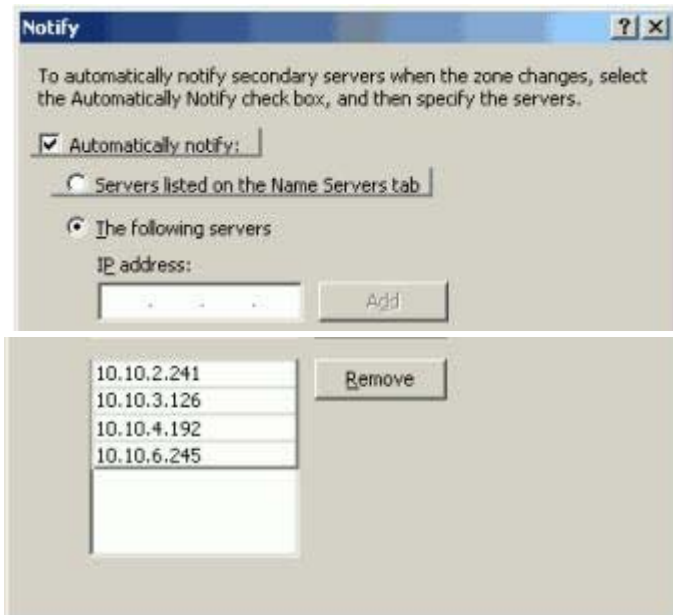 Notify
To automatically notify secondary servers when the zone changes, select
the Automatically Notify check box, and then specify the servers.
Automatically notify:
Servers listed on the Name Servers tab
The following servers
IP address:
Add
10.10.2.241
Remove
10.10.3.126
10.10.4.192
10.10.6.245